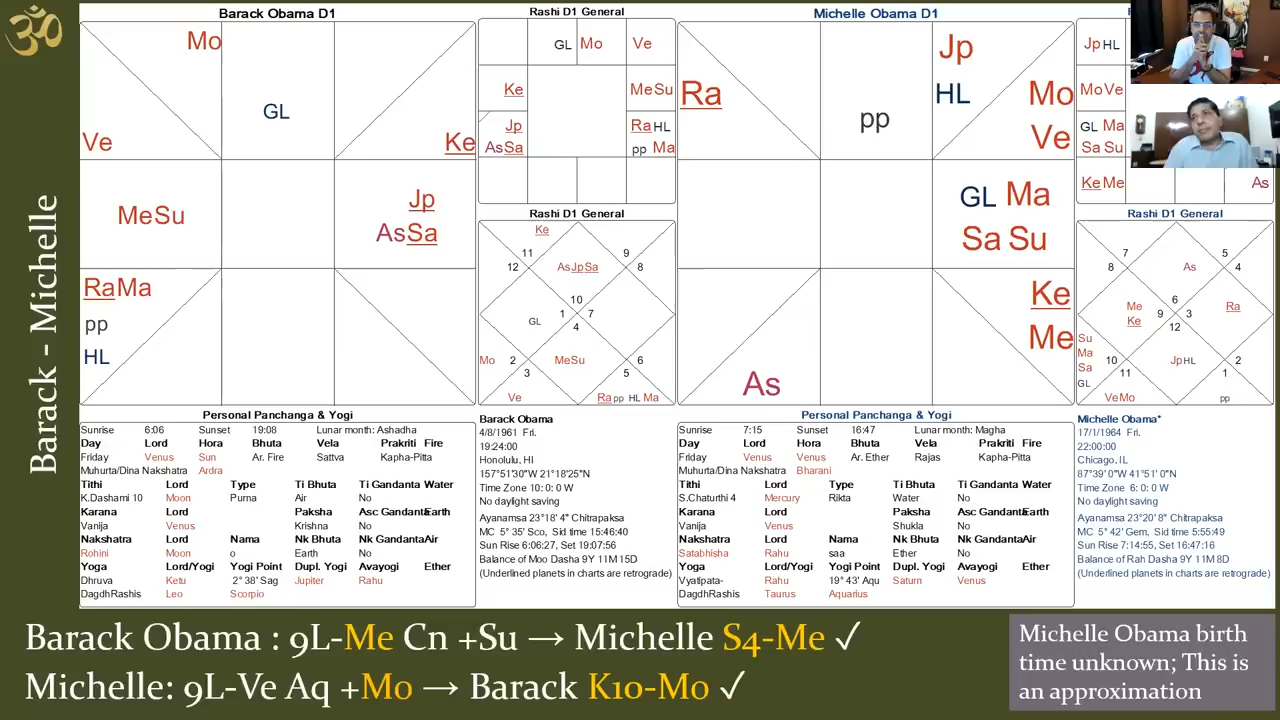 ॐ
Barack - Michelle
Barack Obama D1
Mo
GL
Ve
Ke
MeSu
Jp
AsSa
RaMa
pp
HL
Rashi D1 General
GL Mo Ve
Ke MeSu
Jp RaHL
AsSa pp Ma
Rashi D1 General
Ke
11 9
12 AsJpSa 8
10
1 7
GL 4
Mo 2 MeSu 6
3 5
Ve Ra pp HL Ma
Michelle Obama D1
Jp
HL
Ra
pp
Mo
Ve
GL Ma
Sa Su
Ke
Me
As
JpHL
MoVe
GL Ma
Sa Su
KeMe As
Rashi D1 General
7 5
8 As 4
6
Me Ra
Ke 9 3
12
Su
Ma
Sa 10 JpHL 2
GL 11 1
VeMo pp
Personal Panchanga & Yogi
Sunrise 6:06 Sunset 19:08 Lunar month: Ashadha
Day Lord Hora Bhuta Vela Prakriti Fire
Friday Venus Sun Ar. Fire Sattva Kapha-Pitta
Muhurta/Dina Nakshatra Ardra
Tithi Lord Type Ti Bhuta Ti Gandanta Water
K.Dashami 10 Moon Purna Air No
Karana Lord Paksha Asc Gandanta Earth
Vanija Venus Krishna No
Nakshatra Lord Nama Nk Bhuta Nk Gandanta Air
Rohini Moon o Earth No
Yoga Lord/Yogi Yogi Point Dupl. Yogi Avayogi Ether
Dhruva Ketu 2° 38' Sag Jupiter Rahu
DagdhRashis Leo Scorpio
Barack Obama
4/8/1961 Fri.
19:24:00
Honolulu, HI
157°51'30"W 21°18'25"N
Time Zone 10: 0: 0 W
No daylight saving
Ayanamsa 23°18' 4" Chitrapaksa
MC 5° 35' Sco, Sid time 15:46:40
Sun Rise 6:06:27, Set 19:07:56
Balance of Moo Dasha 9Y 11M 15D
(Underlined planets in charts are retrograde)
Personal Panchanga & Yogi
Sunrise 7:15 Sunset 16:47 Lunar month: Magha
Day Lord Hora Bhuta Vela Prakriti Fire
Friday Venus Venus Ar. Ether Rajas Kapha-Pitta
Muhurta/Dina Nakshatra Bharani
Tithi Lord Type Ti Bhuta Ti Gandanta Water
S.Chaturthi 4 Mercury Rikta Water No
Karana Lord Paksha Asc Gandanta Earth
Vanija Venus Shukla No
Nakshatra Lord Nama Nk Bhuta Nk Gandanta Air
Satabhisha Rahu saa Ether No
Yoga Lord/Yogi Yogi Point Dupl. Yogi Avayogi Ether
Vyatipata- Rahu 19° 43' Aqu Saturn Venus
DagdhRashis Taurus Aquarius
Michelle Obama*
17/1/1964 Fri.
22:00:00
Chicago, IL
87°39' 0"W 41°51' 0"N
Time Zone 6: 0: 0 W
No daylight saving
Ayanamsa 23°20' 8" Chitrapaksa
MC 5° 42' Gem, Sid time 5:55:49
Sun Rise 7:14:55, Set 16:47:16
Balance of Rah Dasha 9Y 11M 8D
(Underlined planets in charts are retrograde)
Barack Obama : 9L-Me Cn +Su → Michelle S4-Me ✓
Michelle: 9L-Ve Aq +Mo → Barack K10-Mo ✓
Michelle Obama birth
time unknown; This is
an approximation